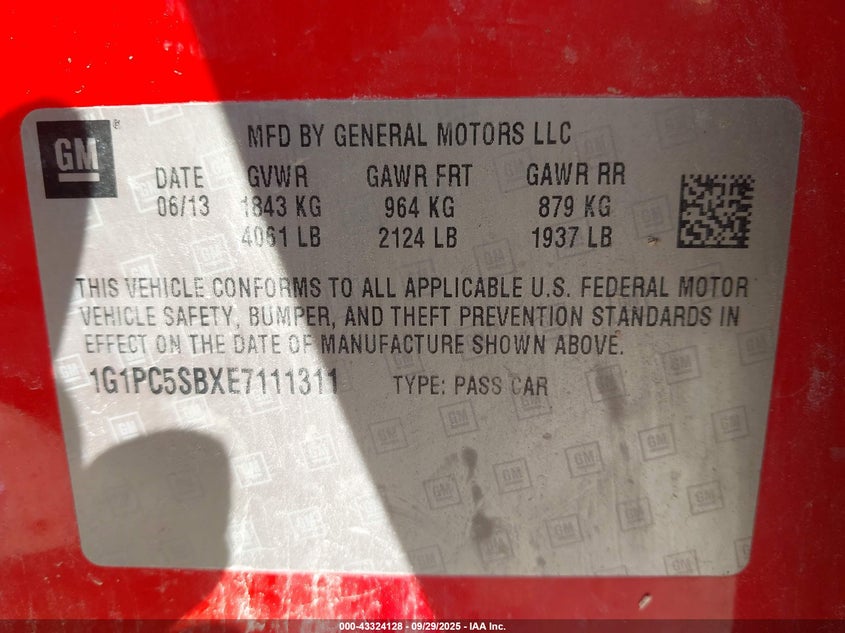 GM
MFD BY GENERAL MOTORS LLC
DATE GVWR GAWR FRT GAWR RR
06/13 1843 KG 964 KG 879 KG
4061 LB 2124 LB 1937 LB
THIS VEHICLE CONFORMS TO ALL APPLICABLE U.S. FEDERAL MOTOR
VEHICLE SAFETY, BUMPER, AND THEFT PREVENTION STANDARDS IN
EFFECT ON THE DATE OF MANUFACTURE SHOWN ABOVE.
1G1PC5SBXE7111311 TYPE: PASS CAR
000-43324128 - 09/29/2025 - IAA Inc.